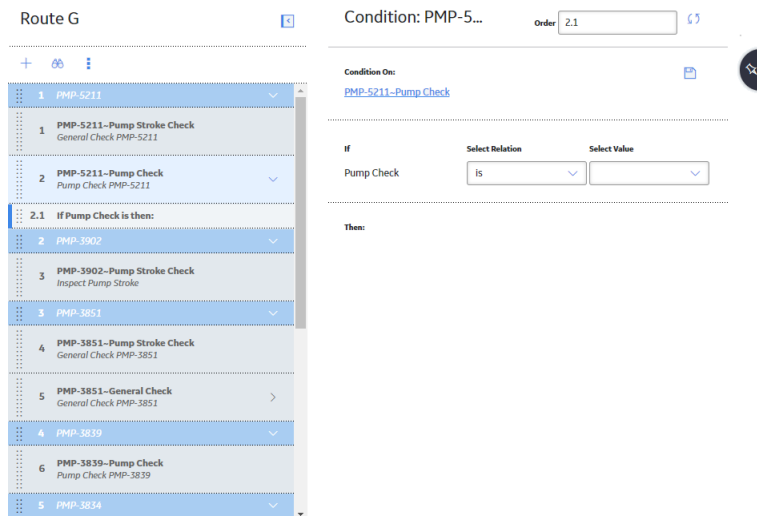 Route G
1 PMP-5211
1 PMP-5211~Pump Stroke Check
General Check PMP-5211
2 PMP-5211~Pump Check
Pump Check PMP-5211
2.1 If Pump Check is then:
2 PMP-3902
3 PMP-3902~Pump Stroke Check
Inspect Pump Stroke
3 PMP-3851
4 PMP-3851~Pump Stroke Check
General Check PMP-3851
5 PMP-3851~General Check
General Check PMP-3851
4 PMP-3839
6 PMP-3839~Pump Check
Pump Check PMP-3839
5 PMP-3834
Condition: PMP-5... Order 2.1
Condition On:
PMP-5211~Pump Check
If Select Relation Select Value
Pump Check is
Then: